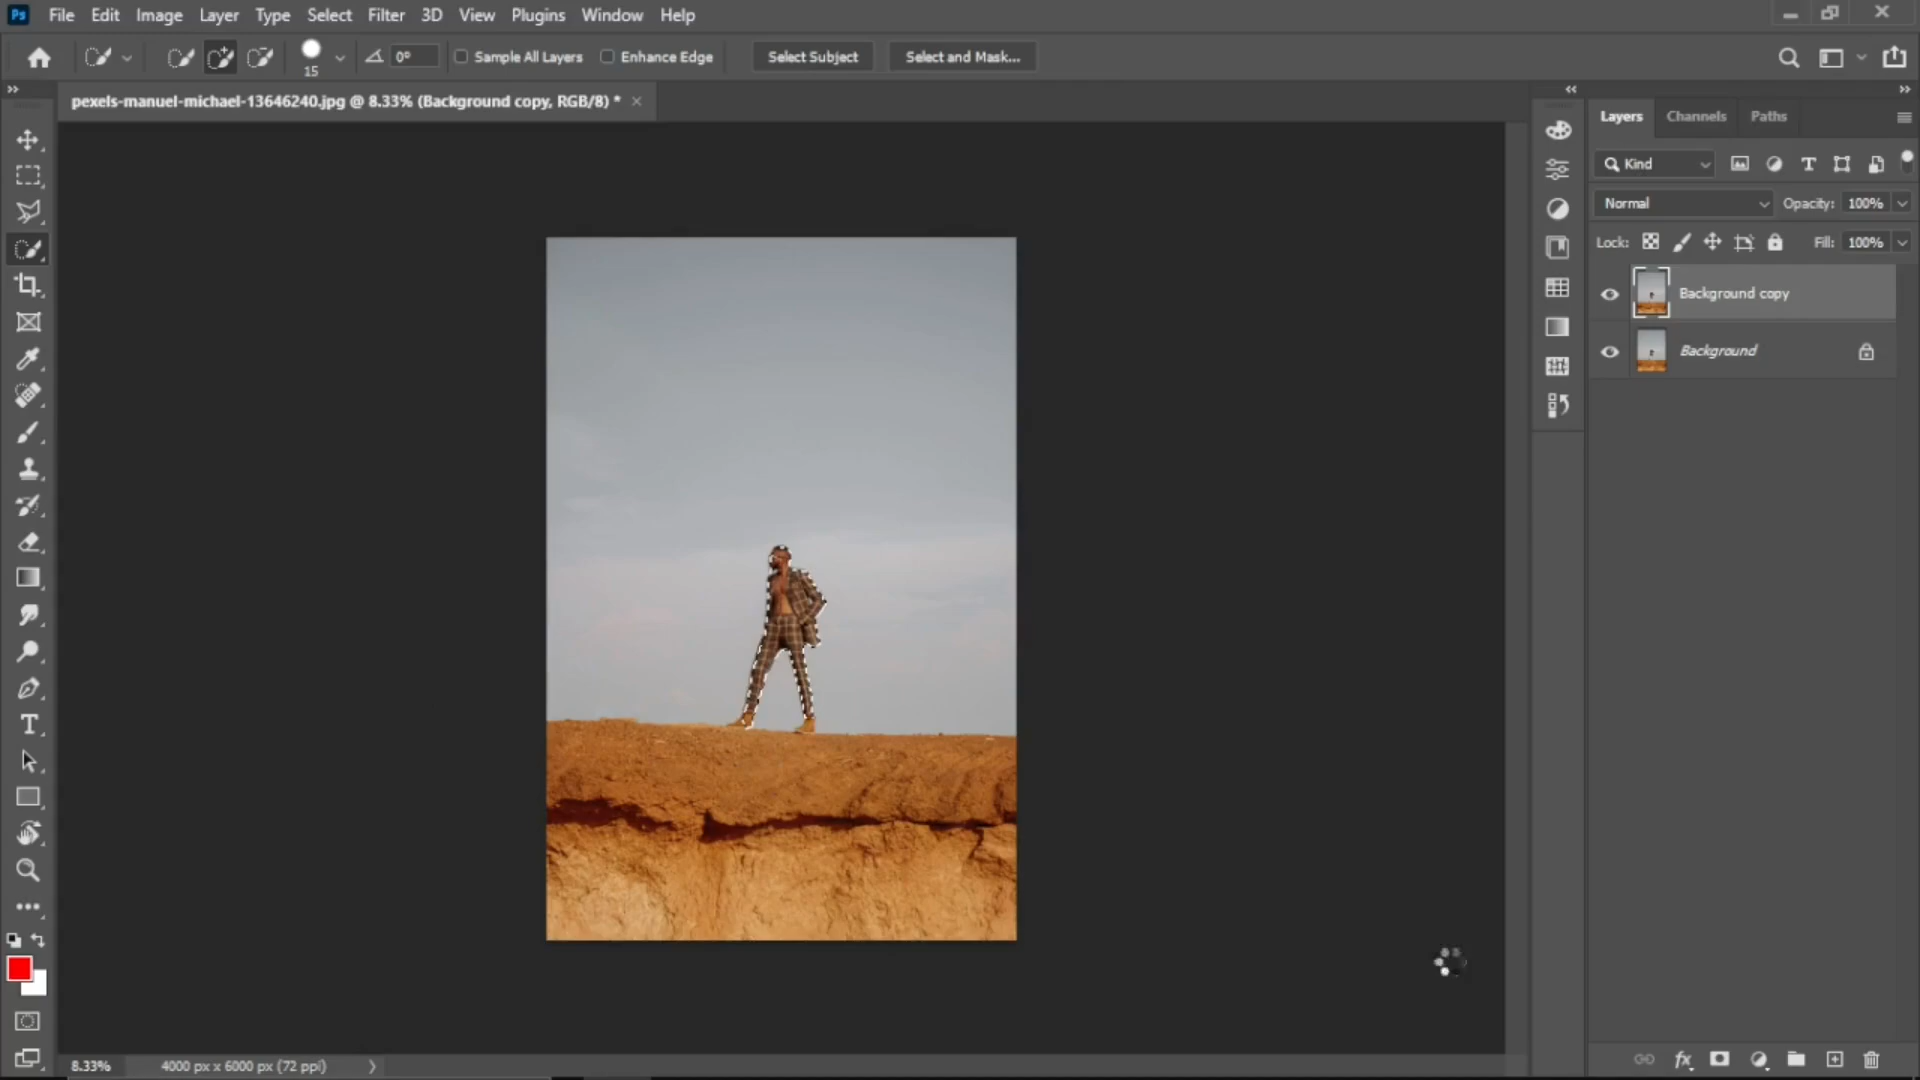 Ps File Edit Image Layer Type Select Filter 3D View Plugins Window Help
15 0° Sample All Layers Enhance Edge Select Subject Select and Mask...
pexels-manuel-michael-13646240.jpg @ 8.33% (Background copy, RGB/8) *
Layers Channels Paths
Kind
Normal Opacity: 100%
Lock: Fill: 100%
Background copy
Background
8.33% 4000 px x 6000 px (72 ppi)